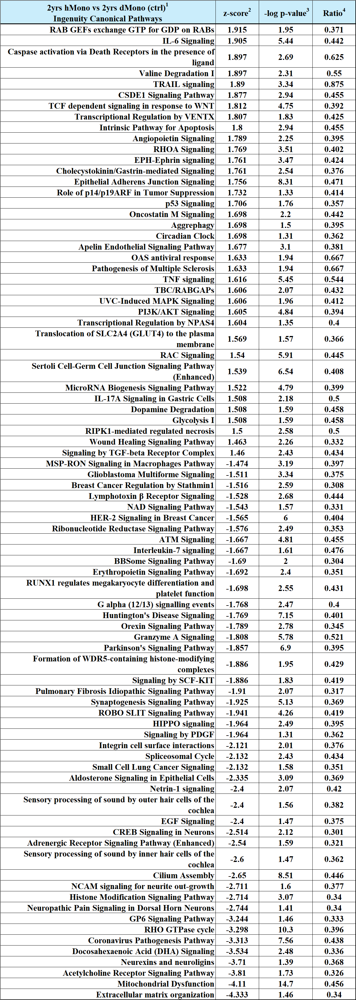 2yrs hMono vs 2yrs dMono (ctrl)1
Ingenuity Canonical Pathways z-score2 -log p-value3 Ratio4
RAB GEFs exchange GTP for GDP on RABs 1.915 1.95 0.371
IL-6 Signaling 1.905 5.44 0.442
Caspase activation via Death Receptors in the presence of
ligand 1.897 2.69 0.625
Valine Degradation I 1.897 2.31 0.55
TRAIL signaling 1.89 3.34 0.875
CSDE1 Signaling Pathway 1.877 2.94 0.455
TCF dependent signaling in response to WNT 1.812 4.75 0.392
Transcriptional Regulation by VENTX 1.807 1.83 0.425
Intrinsic Pathway for Apoptosis 1.8 2.94 0.455
Angiopoietin Signaling 1.789 2.25 0.395
RHOA Signaling 1.769 3.51 0.402
EPH-Ephrin signaling 1.761 3.47 0.424
Cholecystokinin/Gastrin-mediated Signaling 1.761 2.54 0.376
Epithelial Adherens Junction Signaling 1.756 8.31 0.471
Role of p14/p19ARF in Tumor Suppression 1.732 1.33 0.414
p53 Signaling 1.706 1.76 0.357
Oncostatin M Signaling 1.698 2.2 0.442
Aggrephagy 1.698 1.5 0.395
Circadian Clock 1.698 1.31 0.362
Apelin Endothelial Signaling Pathway 1.677 3.1 0.381
OAS antiviral response 1.633 1.94 0.667
Pathogenesis of Multiple Sclerosis 1.633 1.94 0.667
TNF signaling 1.616 5.45 0.544
TBC/RABGAPs 1.606 2.07 0.432
UVC-Induced MAPK Signaling 1.606 1.96 0.412
PI3K/AKT Signaling 1.605 4.84 0.394
Transcriptional Regulation by NPAS4 1.604 1.35 0.4
Translocation of SLC2A4 (GLUT4) to the plasma
membrane 1.569 1.57 0.366
RAC Signaling 1.54 5.91 0.445
Sertoli Cell-Germ Cell Junction Signaling Pathway
(Enhanced) 1.539 6.54 0.408
MicroRNA Biogenesis Signaling Pathway 1.522 4.79 0.399
IL-17A Signaling in Gastric Cells 1.508 2.18 0.5
Dopamine Degradation 1.508 1.59 0.458
Glycolysis I 1.508 1.59 0.458
RIPK1-mediated regulated necrosis 1.5 2.58 0.5
Wound Healing Signaling Pathway 1.463 2.26 0.332
Signaling by TGF-beta Receptor Complex 1.46 2.43 0.434
MSP-RON Signaling in Macrophages Pathway -1.474 3.19 0.397
Glioblastoma Multiforme Signaling -1.511 3.34 0.375
Breast Cancer Regulation by Stathmin1 -1.516 2.59 0.308
Lymphotoxin β Receptor Signaling -1.528 2.68 0.444
NAD Signaling Pathway -1.543 1.57 0.331
HER-2 Signaling in Breast Cancer -1.565 6 0.404
Ribonucleotide Reductase Signaling Pathway -1.576 2.49 0.353
ATM Signaling -1.667 4.81 0.455
Interleukin-7 signaling -1.667 1.61 0.476
BBSome Signaling Pathway -1.69 2 0.304
Erythropoietin Signaling Pathway -1.692 2.4 0.351
RUNX1 regulates megakaryocyte differentiation and
platelet function -1.698 2.55 0.431
G alpha (12/13) signalling events -1.768 2.47 0.4
Huntington's Disease Signaling -1.769 7.15 0.401
Orexin Signaling Pathway -1.789 2.78 0.345
Granzyme A Signaling -1.808 5.78 0.521
Parkinson's Signaling Pathway -1.857 6.9 0.395
Formation of WDR5-containing histone-modifying
complexes -1.886 1.95 0.429
Signaling by SCF-KIT -1.886 1.83 0.419
Pulmonary Fibrosis Idiopathic Signaling Pathway -1.91 2.07 0.317
Synaptogenesis Signaling Pathway -1.925 5.13 0.369
ROBO SLIT Signaling Pathway -1.941 4.26 0.419
HIPPO signaling -1.964 2.49 0.395
Signaling by PDGF -1.964 1.31 0.362
Integrin cell surface interactions -2.121 2.01 0.376
Spliceosomal Cycle -2.132 2.43 0.434
Small Cell Lung Cancer Signaling -2.132 1.58 0.351
Aldosterone Signaling in Epithelial Cells -2.335 3.09 0.369
Netrin-1 signaling -2.4 2.07 0.42
Sensory processing of sound by outer hair cells of the
cochlea -2.4 1.56 0.382
EGF Signaling -2.4 1.47 0.375
CREB Signaling in Neurons -2.514 2.12 0.301
Adrenergic Receptor Signaling Pathway (Enhanced) -2.54 1.59 0.321
Sensory processing of sound by inner hair cells of the
cochlea -2.6 1.47 0.362
Cilium Assembly -2.65 8.51 0.446
NCAM signaling for neurite out-growth -2.711 1.6 0.377
Histone Modification Signaling Pathway -2.714 3.07 0.34
Neuropathic Pain Signaling in Dorsal Horn Neurons -2.744 1.41 0.34
GP6 Signaling Pathway -3.244 1.46 0.333
RHO GTPase cycle -3.298 10.3 0.396
Coronavirus Pathogenesis Pathway -3.313 7.56 0.438
Docosahexaenoic Acid (DHA) Signaling -3.534 2.48 0.336
Neurexins and neuroligins -3.71 1.39 0.368
Acetylcholine Receptor Signaling Pathway -3.81 1.73 0.326
Mitochondrial Dysfunction -4.11 14.7 0.456
Extracellular matrix organization -4.333 1.46 0.34